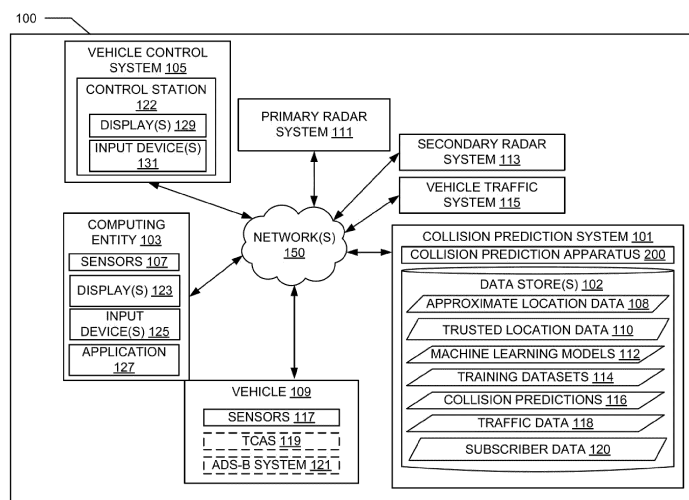 100
VEHICLE CONTROL
SYSTEM 105
CONTROL STATION
122
DISPLAY(S) 129
INPUT DEVICE(S)
131
PRIMARY RADAR
SYSTEM 111
SECONDARY RADAR
SYSTEM 113
VEHICLE TRAFFIC
SYSTEM 115
NETWORK(S)
150
COMPUTING
ENTITY 103
SENSORS 107
DISPLAY(S) 123
INPUT
DEVICE(S) 125
APPLICATION
127
VEHICLE 109
SENSORS 117
TCAS 119
ADS-B SYSTEM 121
COLLISION PREDICTION SYSTEM 101
COLLISION PREDICTION APPARATUS 200
DATA STORE(S) 102
APPROXIMATE LOCATION DATA 108
TRUSTED LOCATION DATA 110
MACHINE LEARNING MODELS 112
TRAINING DATASETS 114
COLLISION PREDICTIONS 116
TRAFFIC DATA 118
SUBSCRIBER DATA 120